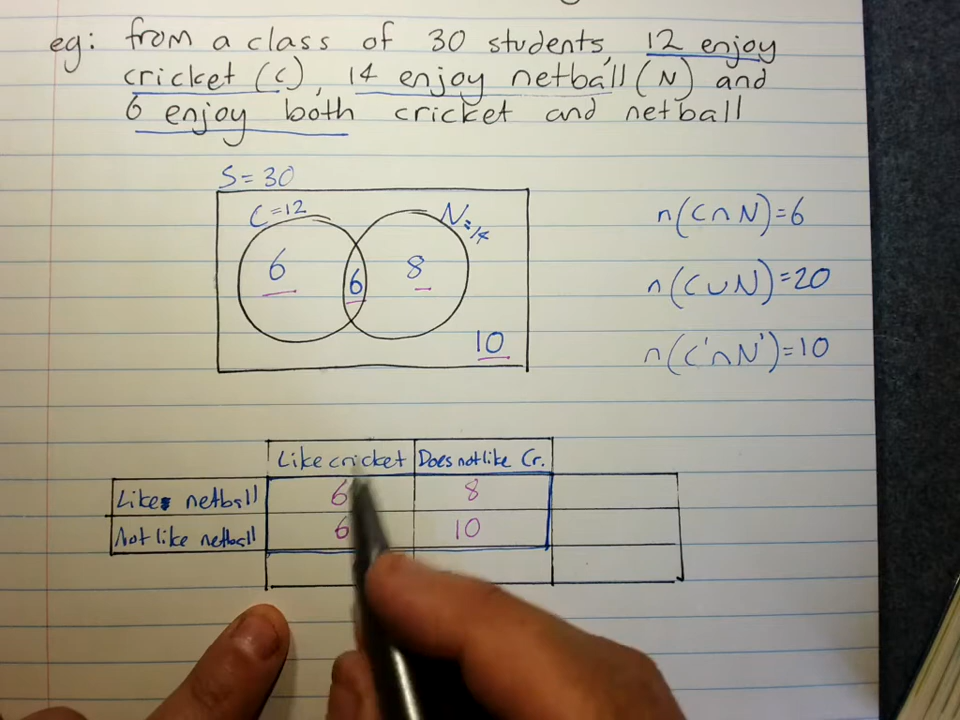 eg: from a class of 30 students, 12 enjoy
cricket (C), 14 enjoy netball (N) and
6 enjoy both cricket and netball
S = 30
C = 12
N = 14
6
6
8
10
n(C∩N)=6
n(C∪N)=20
n(C'∩N')=10
Like cricket Does not like Cr.
Likes netball 6 8
Not like netball 6 10